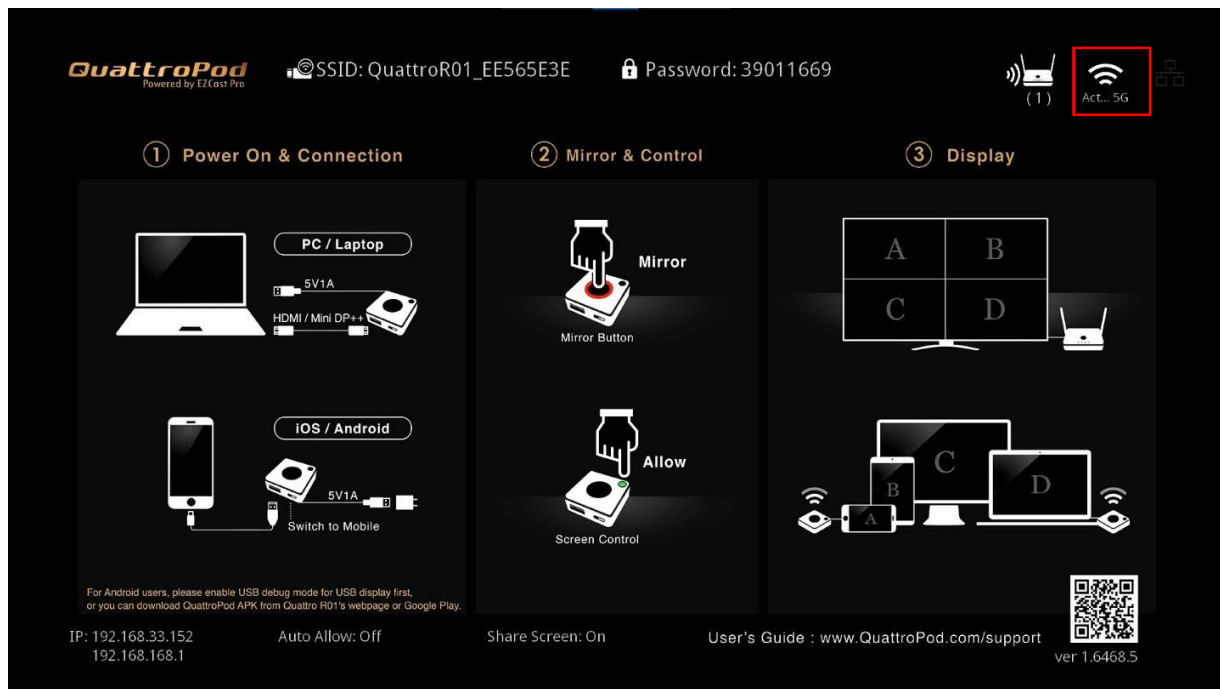 QuattroPod
Powered by EZCast Pro
SSID: QuattroR01_EE565E3E
Password: 39011669
(1)
Act... 5G
1 Power On & Connection
2 Mirror & Control
3 Display
PC / Laptop
5V1A
HDMI / Mini DP++
iOS / Android
5V1A
Switch to Mobile
For Android users, please enable USB debug mode for USB display first,
or you can download QuattroPod APK from Quattro R01's webpage or Google Play.
Mirror
Mirror Button
Allow
Screen Control
A B
C D
C
B
D
A
IP: 192.168.33.152
192.168.168.1
Auto Allow: Off
Share Screen: On
User's Guide : www.QuattroPod.com/support
ver 1.6468.5